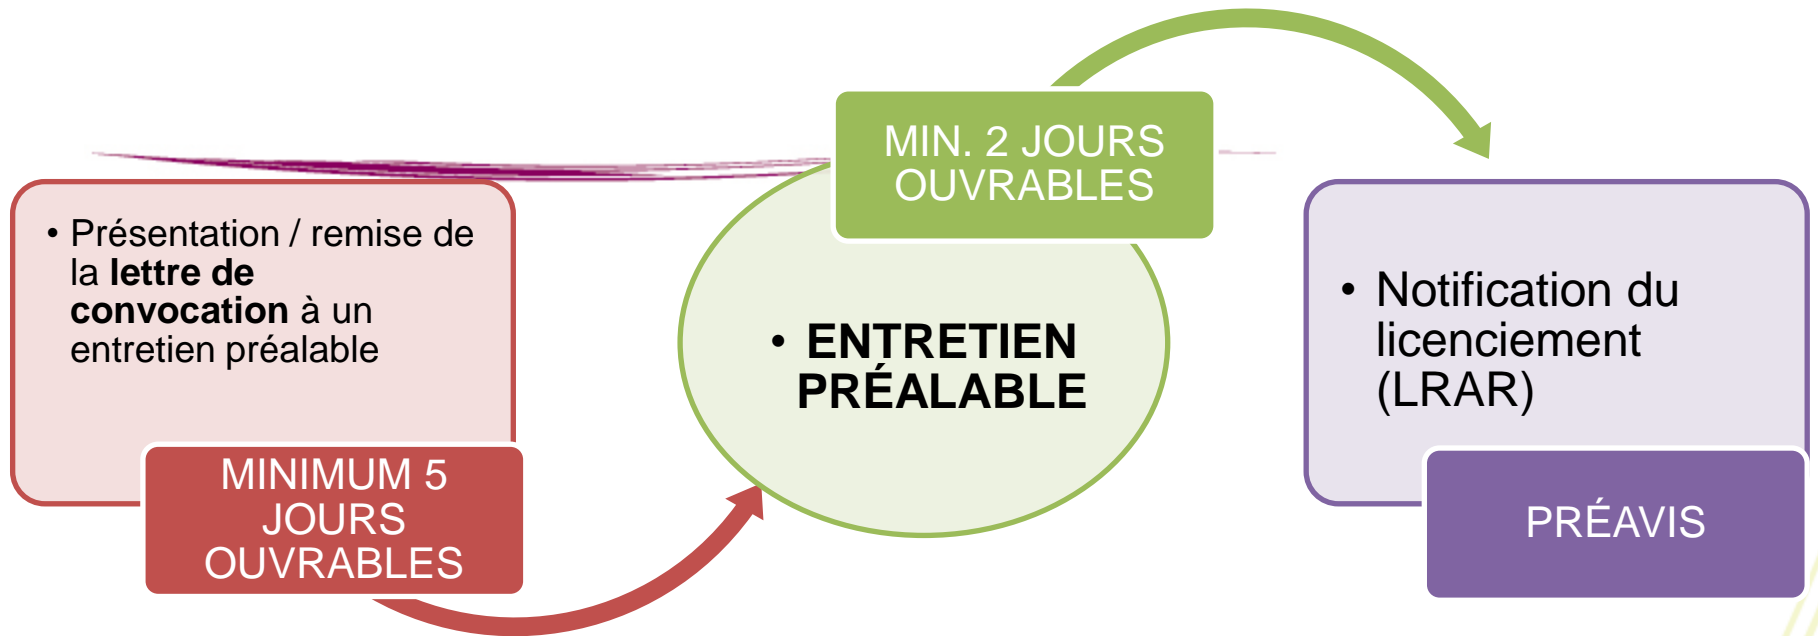 • Présentation / remise de
la lettre de
convocation à un
entretien préalable
MINIMUM 5
JOURS
OUVRABLES
MIN. 2 JOURS
OUVRABLES
• ENTRETIEN
PRÉALABLE
• Notification du
licenciement
(LRAR)
PRÉAVIS